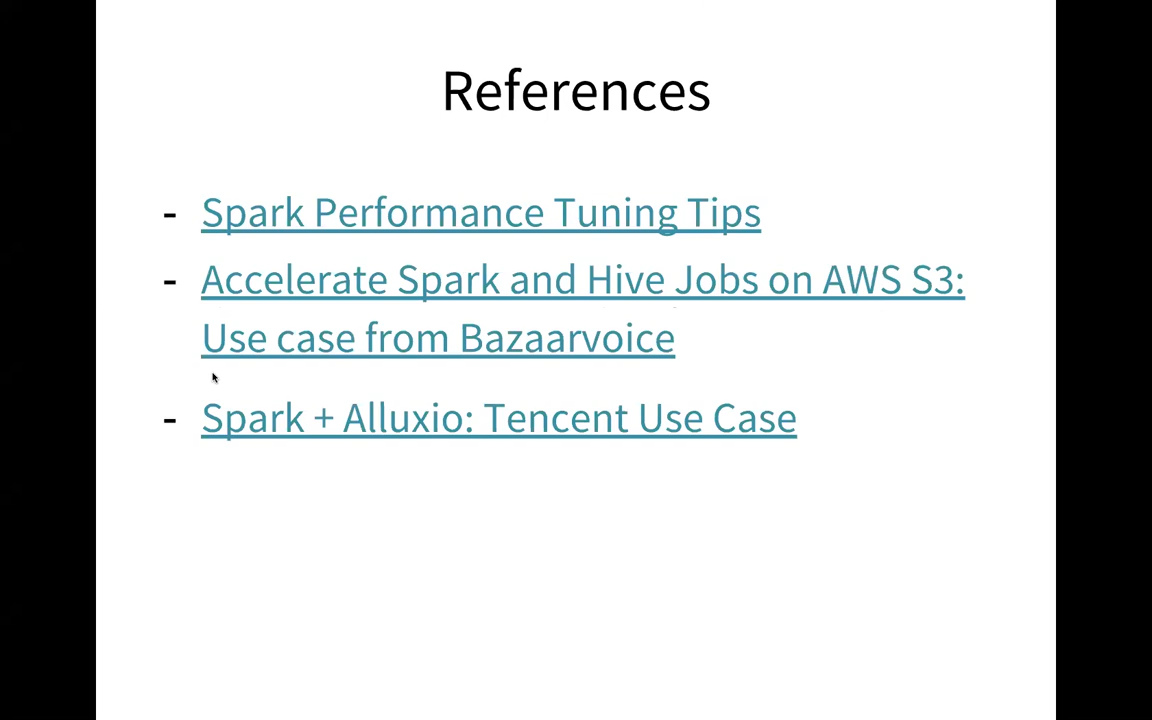 References
- Spark Performance Tuning Tips
- Accelerate Spark and Hive Jobs on AWS S3:
Use case from Bazaarvoice
- Spark + Alluxio: Tencent Use Case